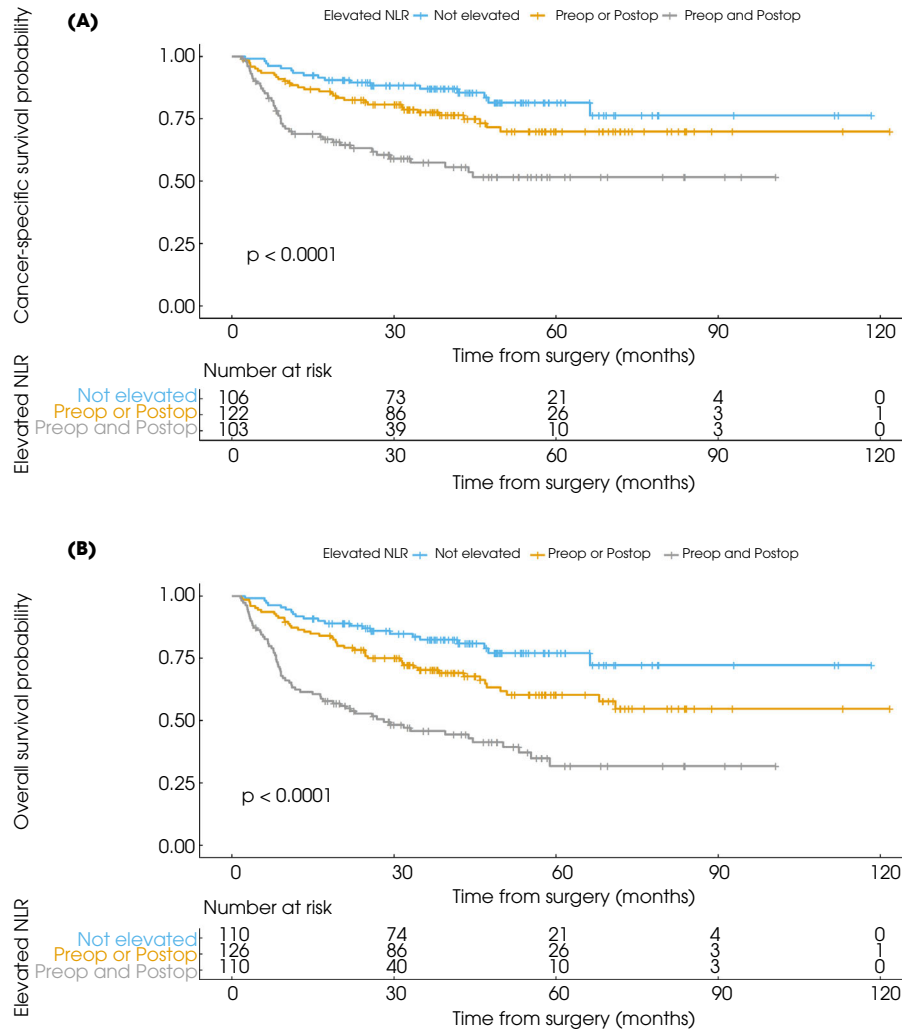 (A)
Elevated NLR Not elevated Preop or Postop Preop and Postop
Cancer-specific survival probability
1.00
0.75
0.50
0.25
0.00
p < 0.0001
0 30 60 90 120
Time from surgery (months)
Number at risk
Elevated NLR
Not elevated 106 73 21 4 0
Preop or Postop 122 86 26 3 1
Preop and Postop 103 39 10 3 0
0 30 60 90 120
Time from surgery (months)
(B)
Elevated NLR Not elevated Preop or Postop Preop and Postop
Overall survival probability
1.00
0.75
0.50
0.25
0.00
p < 0.0001
0 30 60 90 120
Time from surgery (months)
Number at risk
Elevated NLR
Not elevated 110 74 21 4 0
Preop or Postop 126 86 26 3 1
Preop and Postop 110 40 10 3 0
0 30 60 90 120
Time from surgery (months)